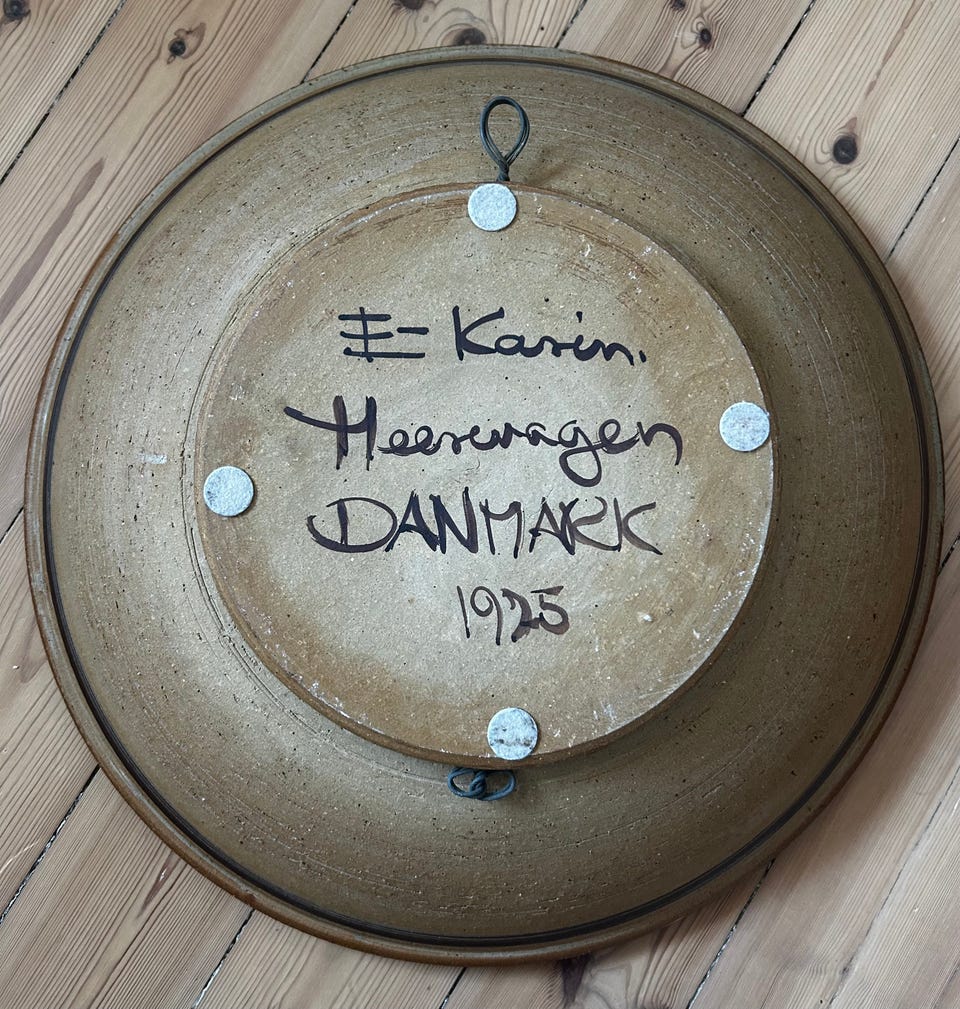 E- Karin.
Heerwagen
DANMARK
1975